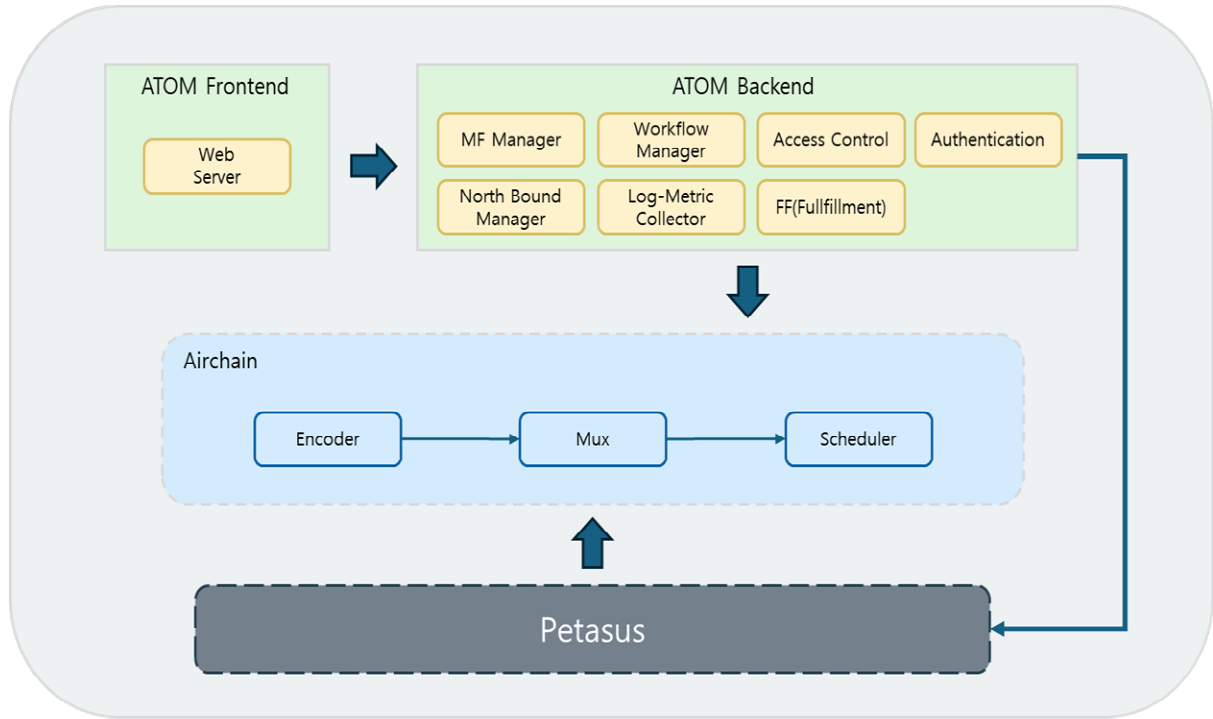 ATOM Frontend
Web
Server
ATOM Backend
MF Manager
Workflow
Manager
Access Control
Authentication
North Bound
Manager
Log-Metric
Collector
FF(Fullfillment)
Airchain
Encoder
Mux
Scheduler
Petasus